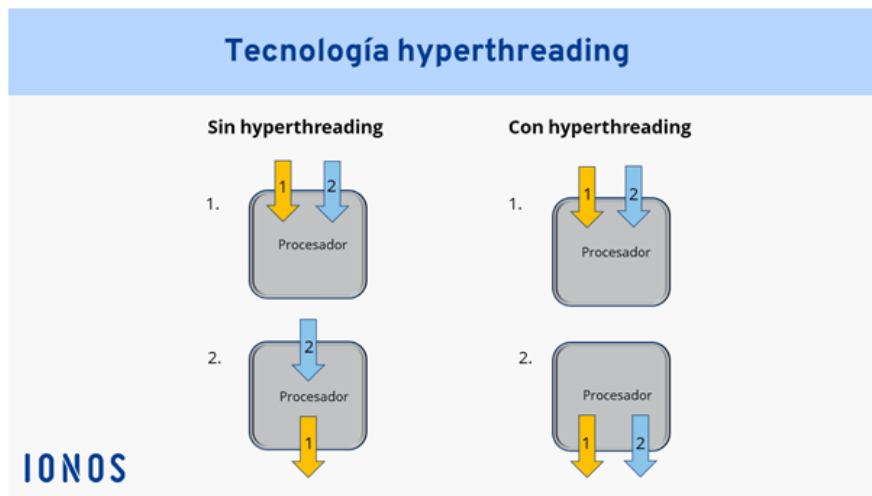 Tecnología hyperthreading
Sin hyperthreading
1.
1
2
Procesador
2.
2
Procesador
1
Con hyperthreading
1.
1
2
Procesador
2.
Procesador
1
2
IONOS